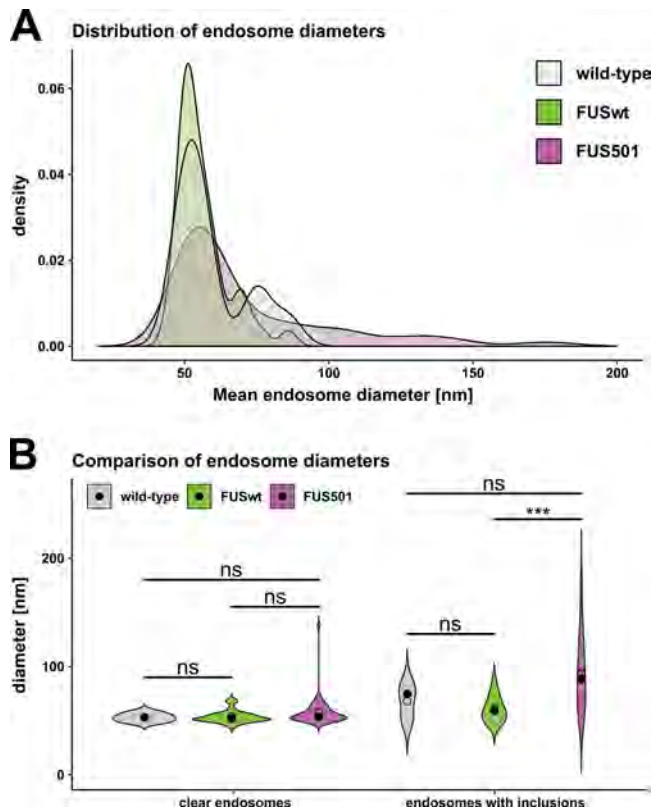 A
Distribution of endosome diameters
wild-type
FUSwt
FUS501
density
0.06
0.04
0.02
0.00
50
100
150
200
Mean endosome diameter [nm]
B
Comparison of endosome diameters
wild-type FUSwt FUS501
ns
***
ns
ns
ns
ns
diameter [nm]
200
100
0
clear endosomes
endosomes with inclusions